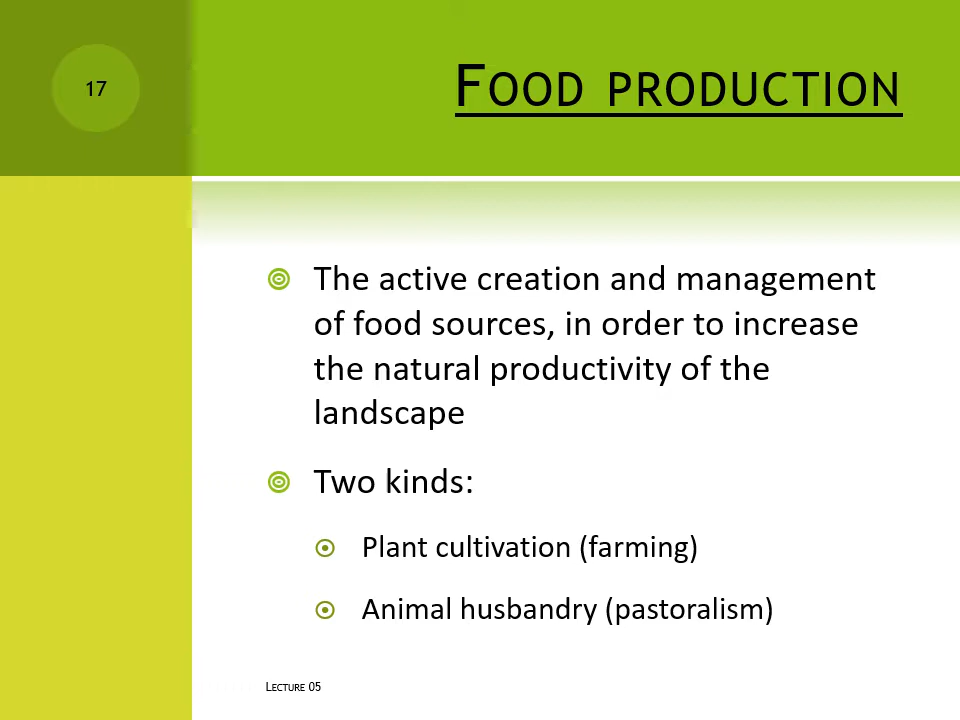 17
Food production
The active creation and management
of food sources, in order to increase
the natural productivity of the
landscape
Two kinds:
Plant cultivation (farming)
Animal husbandry (pastoralism)
Lecture 05